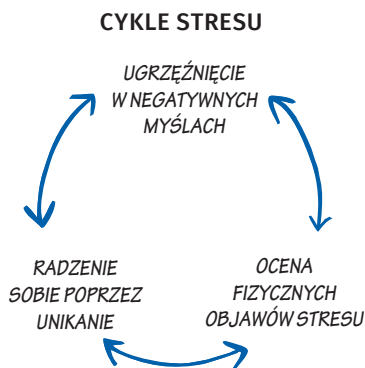 CYKLE STRESU
UGRZĘŹNIĘCIE
W NEGATYWNYCH
MYŚLACH
RADZENIE
SOBIE POPRZEZ
UNIKANIE
OCENA
FIZYCZNYCH
OBJAWÓW STRESU